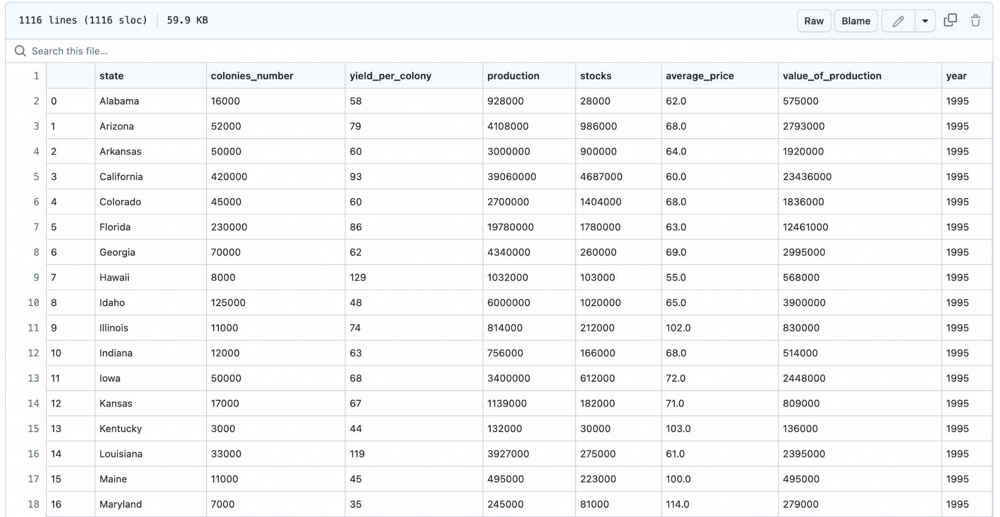 1116 lines (1116 sloc) 59.9 KB Raw Blame
Search this file...
1 state colonies_number yield_per_colony production stocks average_price value_of_production year
2 0 Alabama 16000 58 928000 28000 62.0 575000 1995
3 1 Arizona 52000 79 4108000 986000 68.0 2793000 1995
4 2 Arkansas 50000 60 3000000 900000 64.0 1920000 1995
5 3 California 420000 93 39060000 4687000 60.0 23436000 1995
6 4 Colorado 45000 60 2700000 1404000 68.0 1836000 1995
7 5 Florida 230000 86 19780000 1780000 63.0 12461000 1995
8 6 Georgia 70000 62 4340000 260000 69.0 2995000 1995
9 7 Hawaii 8000 129 1032000 103000 55.0 568000 1995
10 8 Idaho 125000 48 6000000 1020000 65.0 3900000 1995
11 9 Illinois 11000 74 814000 212000 102.0 830000 1995
12 10 Indiana 12000 63 756000 166000 68.0 514000 1995
13 11 Iowa 50000 68 3400000 612000 72.0 2448000 1995
14 12 Kansas 17000 67 1139000 182000 71.0 809000 1995
15 13 Kentucky 3000 44 132000 30000 103.0 136000 1995
16 14 Louisiana 33000 119 3927000 275000 61.0 2395000 1995
17 15 Maine 11000 45 495000 223000 100.0 495000 1995
18 16 Maryland 7000 35 245000 81000 114.0 279000 1995